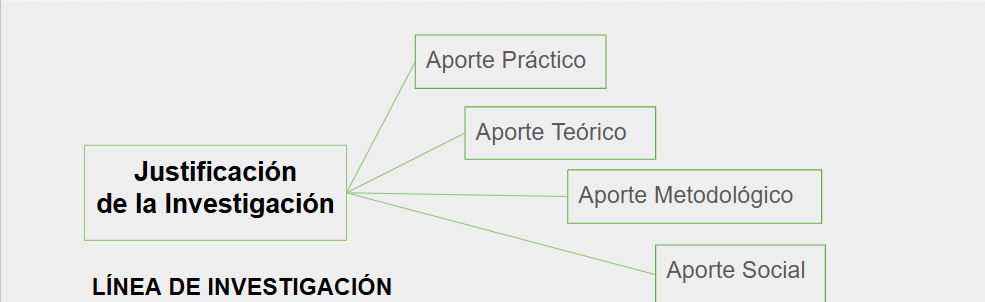 Aporte Práctico
Aporte Teórico
Justificación
de la Investigación
Aporte Metodológico
Aporte Social
LÍNEA DE INVESTIGACIÓN